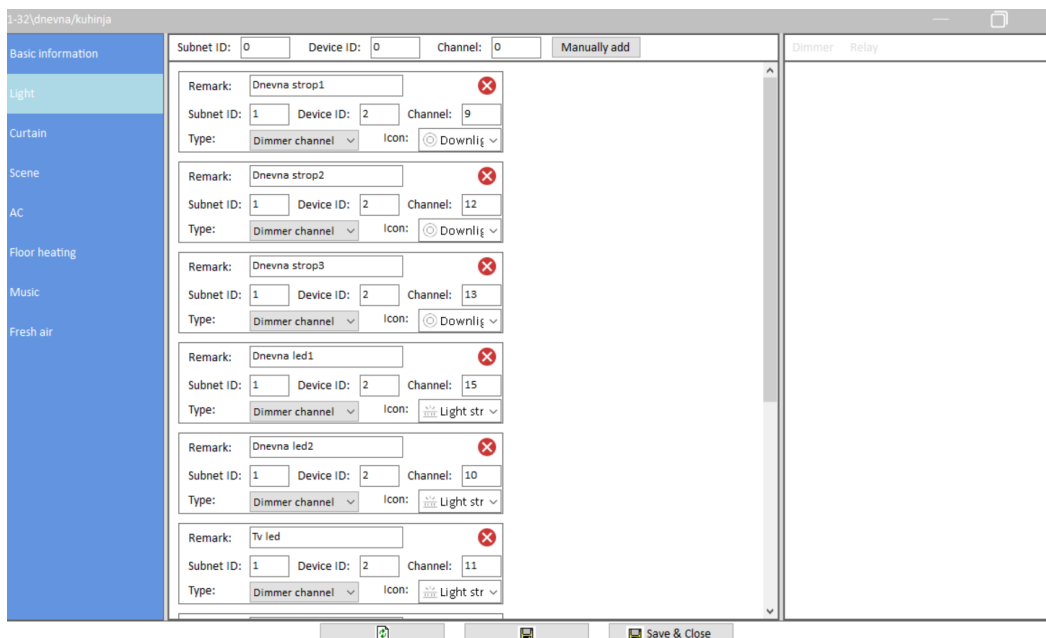 1-32\dnevna/kuhinja
Basic information
Light
Curtain
Scene
AC
Floor heating
Music
Fresh air
Subnet ID: 0 Device ID: 0 Channel: 0 Manually add
Remark: Dnevna strop1
Subnet ID: 1 Device ID: 2 Channel: 9
Type: Dimmer channel Icon: Downlig
Remark: Dnevna strop2
Subnet ID: 1 Device ID: 2 Channel: 12
Type: Dimmer channel Icon: Downlig
Remark: Dnevna strop3
Subnet ID: 1 Device ID: 2 Channel: 13
Type: Dimmer channel Icon: Downlig
Remark: Dnevna led1
Subnet ID: 1 Device ID: 2 Channel: 15
Type: Dimmer channel Icon: Light str
Remark: Dnevna led2
Subnet ID: 1 Device ID: 2 Channel: 10
Type: Dimmer channel Icon: Light str
Remark: Tv led
Subnet ID: 1 Device ID: 2 Channel: 11
Type: Dimmer channel Icon: Light str
Dimmer Relay
Save & Close